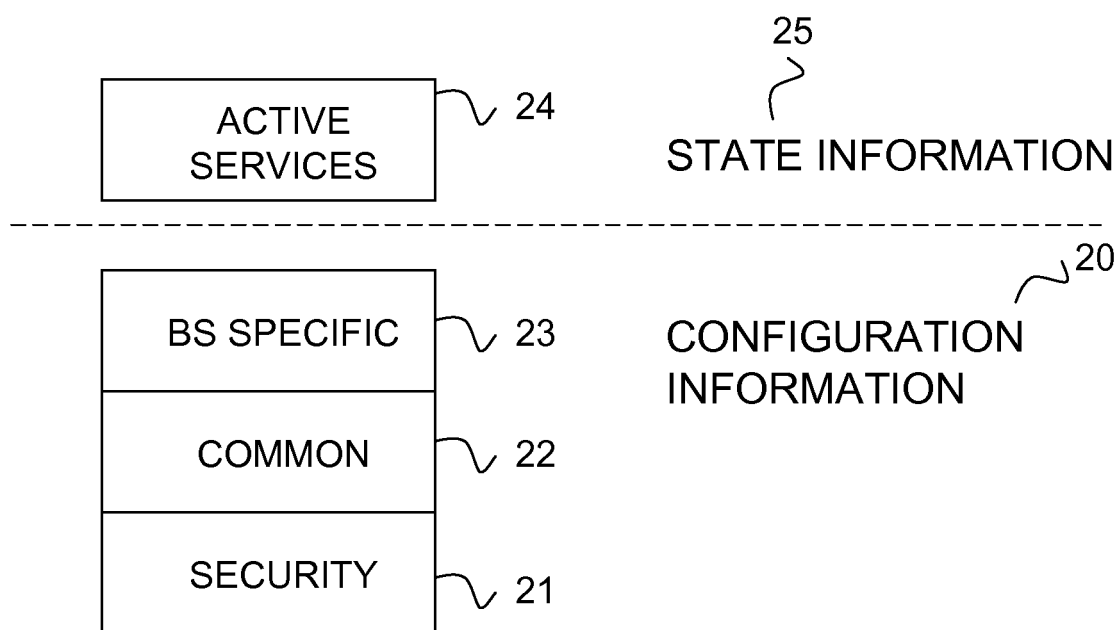 25
ACTIVE
SERVICES
24
STATE INFORMATION
20
BS SPECIFIC
23
CONFIGURATION
INFORMATION
COMMON
22
SECURITY
21